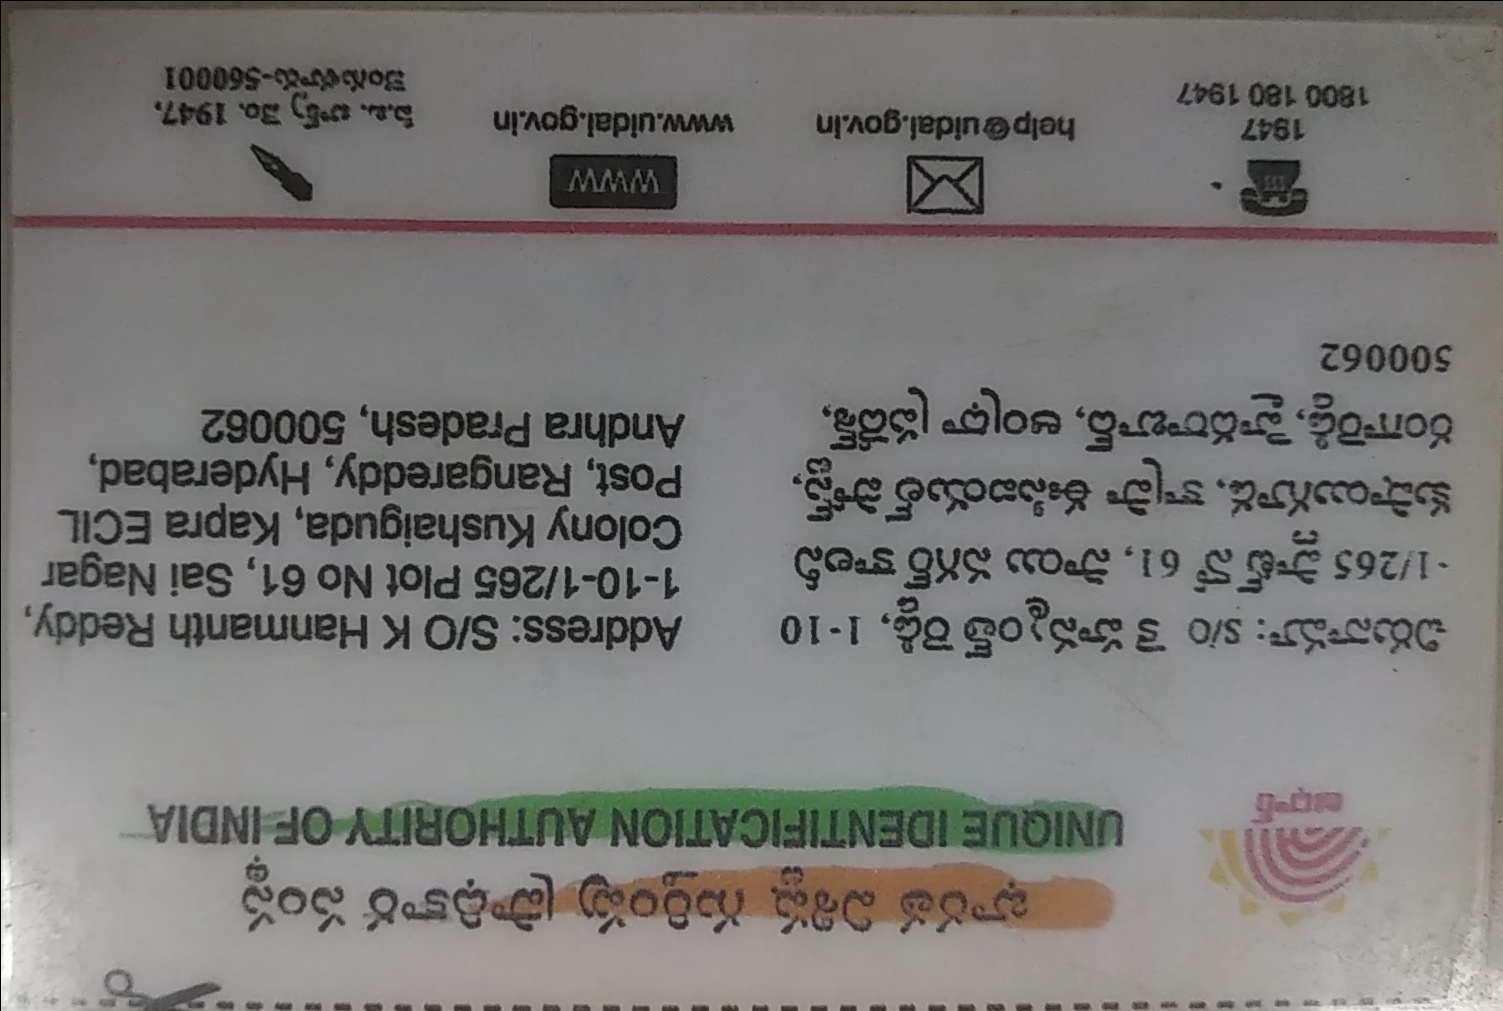 భారత విశిష్ట గుర్తింపు ప్రాధికార సంస్థ
UNIQUE IDENTIFICATION AUTHORITY OF INDIA
ఆధార్
చిరునామా: S/O కె హన్మంత్ రెడ్డి, 1-10
-1/265 ప్లాట్ నో 61, సాయి నగర్ కాలనీ
కుషాయిగూడ, కాప్రా ఈసిఐఎల్ పోస్ట్,
రంగారెడ్డి, హైదరాబాద్, ఆంధ్రా ప్రదేశ్,
500062
Address: S/O K Hanmanth Reddy,
1-10-1/265 Plot No 61, Sai Nagar
Colony Kushaiguda, Kapra ECIL
Post, Rangareddy, Hyderabad,
Andhra Pradesh, 500062
1947
1800 180 1947
help@uidai.gov.in
WWW
www.uidai.gov.in
పి.బి. బాక్స్ నెం. 1947,
బెంగుళూరు-560001